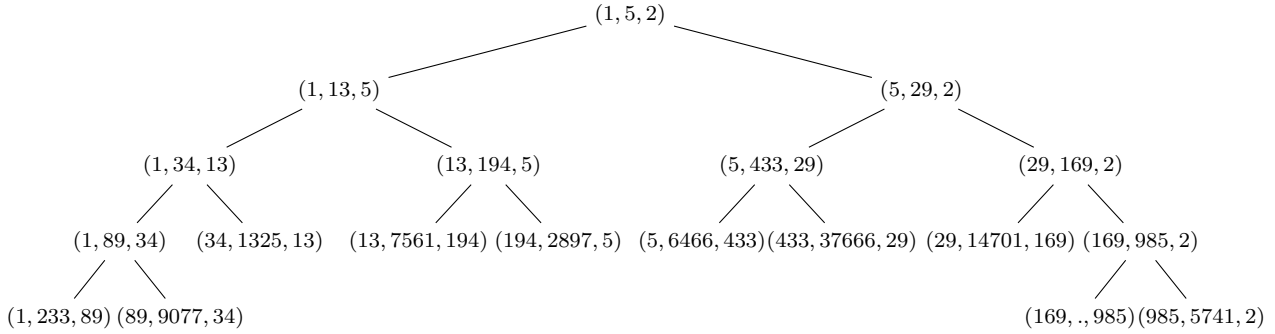 (1, 5, 2)
(1, 13, 5) (5, 29, 2)
(1, 34, 13) (13, 194, 5) (5, 433, 29) (29, 169, 2)
(1, 89, 34) (34, 1325, 13) (13, 7561, 194) (194, 2897, 5) (5, 6466, 433) (433, 37666, 29) (29, 14701, 169) (169, 985, 2)
(1, 233, 89) (89, 9077, 34) (169, ., 985) (985, 5741, 2)